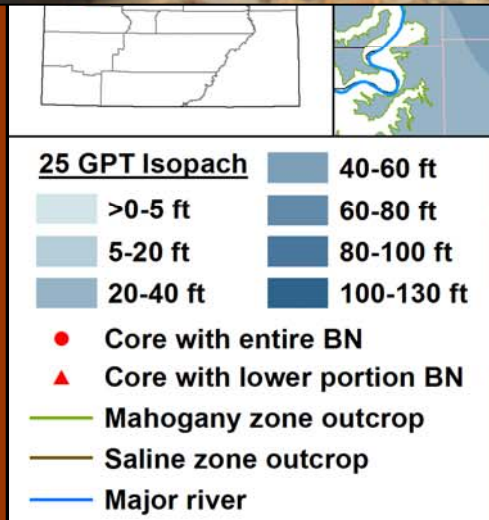 25 GPT Isopach
>0-5 ft
5-20 ft
20-40 ft
40-60 ft
60-80 ft
80-100 ft
100-130 ft
Core with entire BN
Core with lower portion BN
Mahogany zone outcrop
Saline zone outcrop
Major river